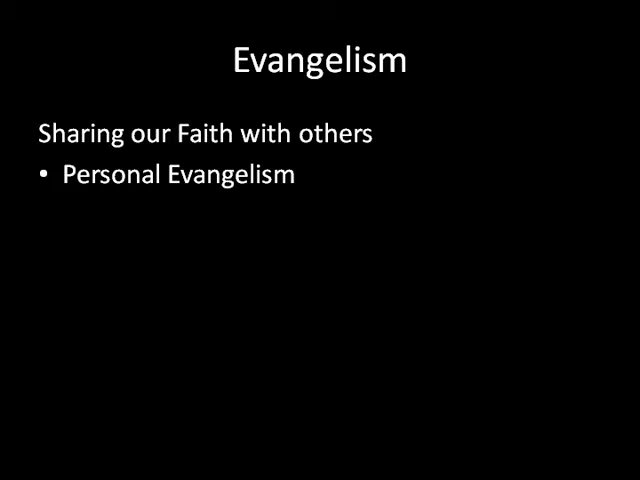 Evangelism
Sharing our Faith with others
• Personal Evangelism